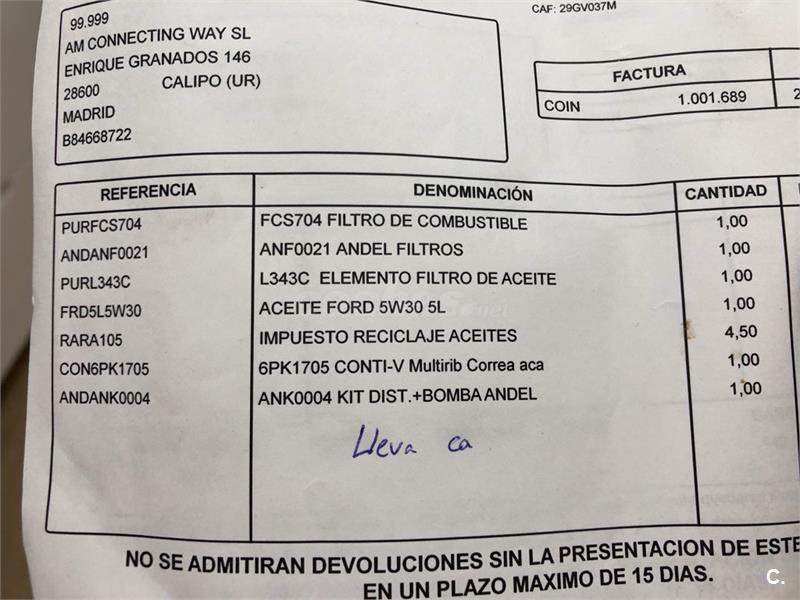 CAF: 29GV037M
99.999
AM CONNECTING WAY SL
ENRIQUE GRANADOS 146
28600 CALIPO (UR)
MADRID
B84668722
FACTURA
COIN 1.001.689 2
REFERENCIA DENOMINACIÓN CANTIDAD
PURFCS704 FCS704 FILTRO DE COMBUSTIBLE 1,00
ANDANF0021 ANF0021 ANDEL FILTROS 1,00
PURL343C L343C ELEMENTO FILTRO DE ACEITE 1,00
FRD5L5W30 ACEITE FORD 5W30 5L 1,00
RARA105 IMPUESTO RECICLAJE ACEITES 4,50
CON6PK1705 6PK1705 CONTI-V Multirib Correa aca 1,00
ANDANK0004 ANK0004 KIT DIST.+BOMBA ANDEL 1,00
Lleva ca
NO SE ADMITIRAN DEVOLUCIONES SIN LA PRESENTACION DE ESTE
EN UN PLAZO MAXIMO DE 15 DIAS.
C.